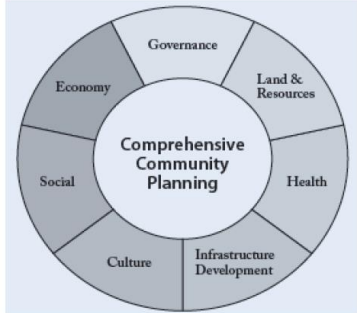 Governance
Land &
Resources
Health
Infrastructure
Development
Culture
Social
Economy
Comprehensive
Community
Planning